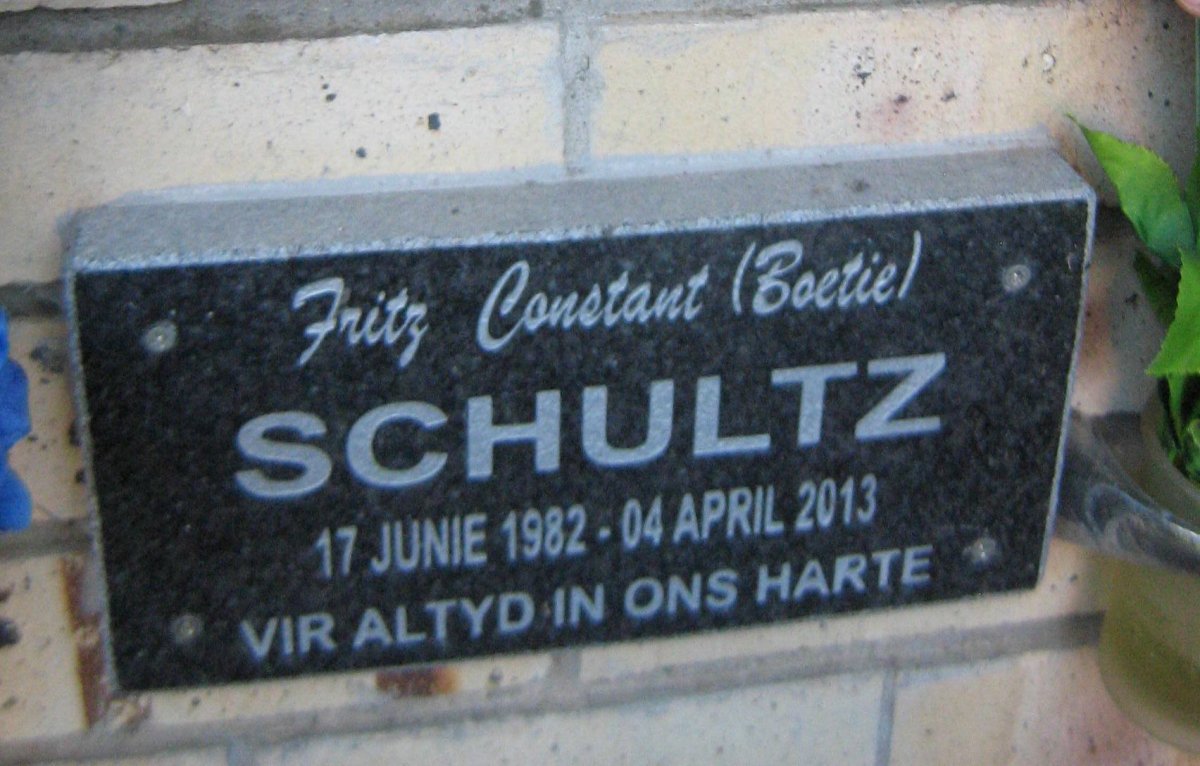 Fritz Constant (Boetie)
SCHULTZ
17 JUNIE 1982 - 04 APRIL 2013
VIR ALTYD IN ONS HARTE